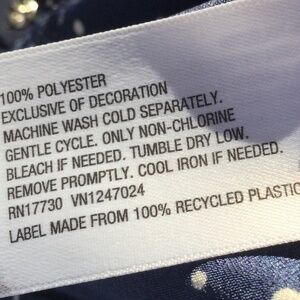 100% POLYESTER
EXCLUSIVE OF DECORATION
MACHINE WASH COLD SEPARATELY.
GENTLE CYCLE. ONLY NON-CHLORINE
BLEACH IF NEEDED. TUMBLE DRY LOW.
REMOVE PROMPTLY. COOL IRON IF NEEDED.
RN17730 VN1247024
LABEL MADE FROM 100% RECYCLED PLASTIC